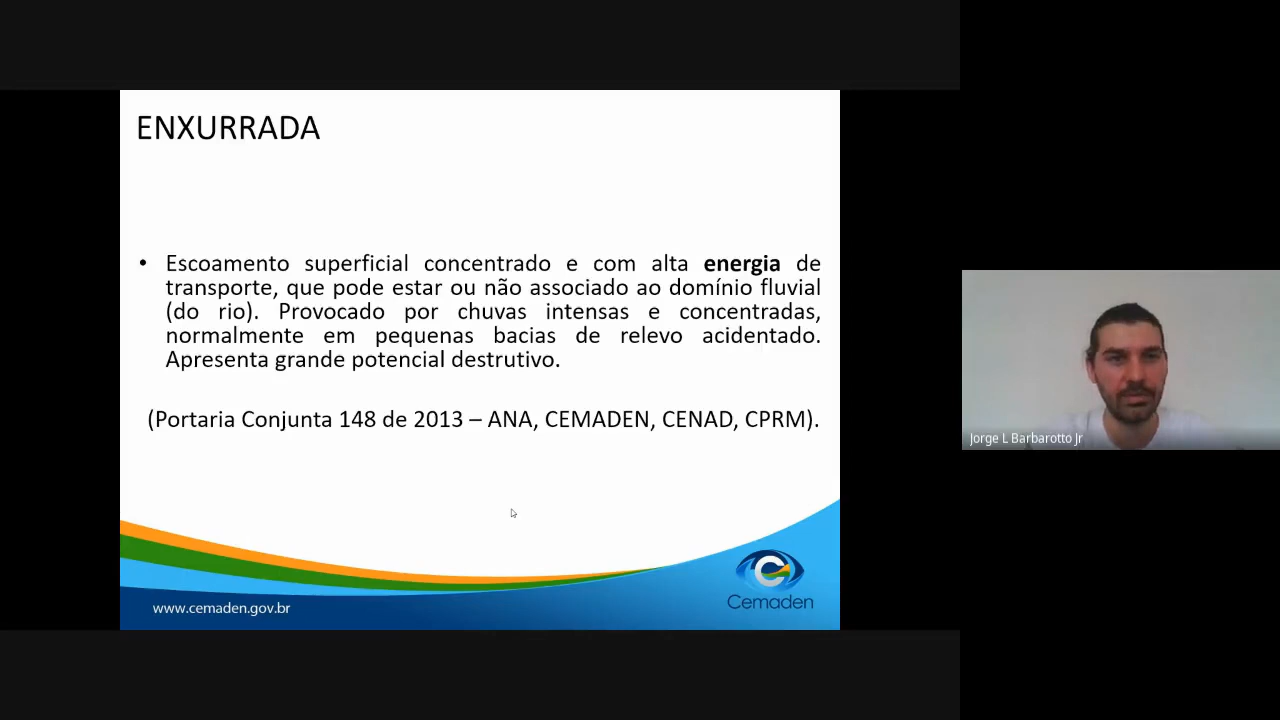 ENXURRADA
• Escoamento superficial concentrado e com alta energia de
transporte, que pode estar ou não associado ao domínio fluvial
(do rio). Provocado por chuvas intensas e concentradas,
normalmente em pequenas bacias de relevo acidentado.
Apresenta grande potencial destrutivo.
(Portaria Conjunta 148 de 2013 – ANA, CEMADEN, CENAD, CPRM).
www.cemaden.gov.br
Cemaden
Jorge L Barbarotto Jr